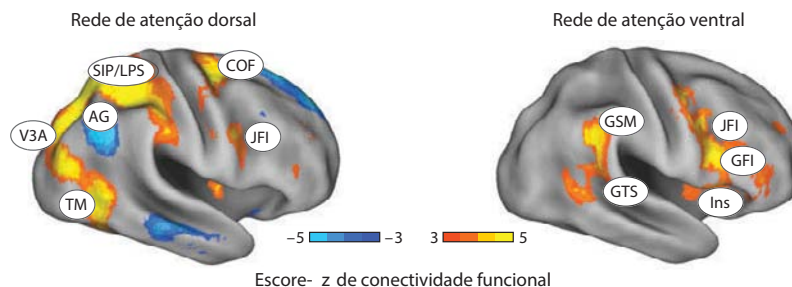 Rede de atenção dorsal
Rede de atenção ventral
SIP/LPS
COF
AG
V3A
JFI
TM
GSM
JFI
GFI
GTS
Ins
−5 −3 3 5
Escore- z de conectividade funcional